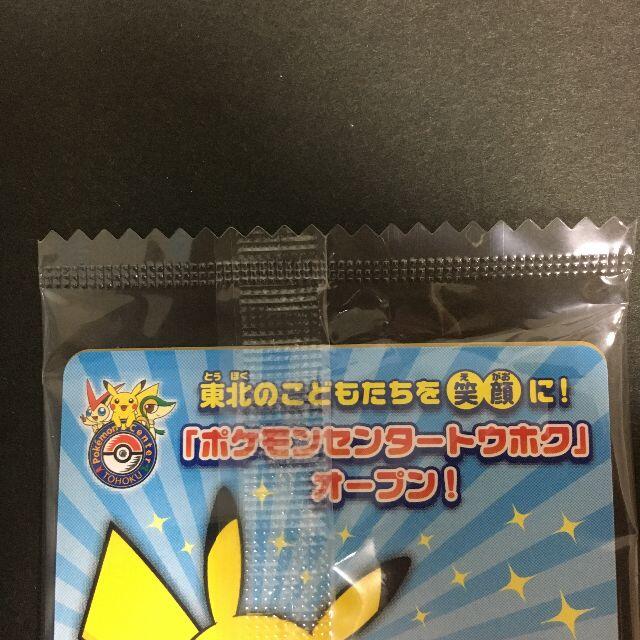 とう ほく
え がお
東北のこどもたちを笑顔に!
「ポケモンセンタートウホク」
オープン!
Pokémon Center
TOHOKU